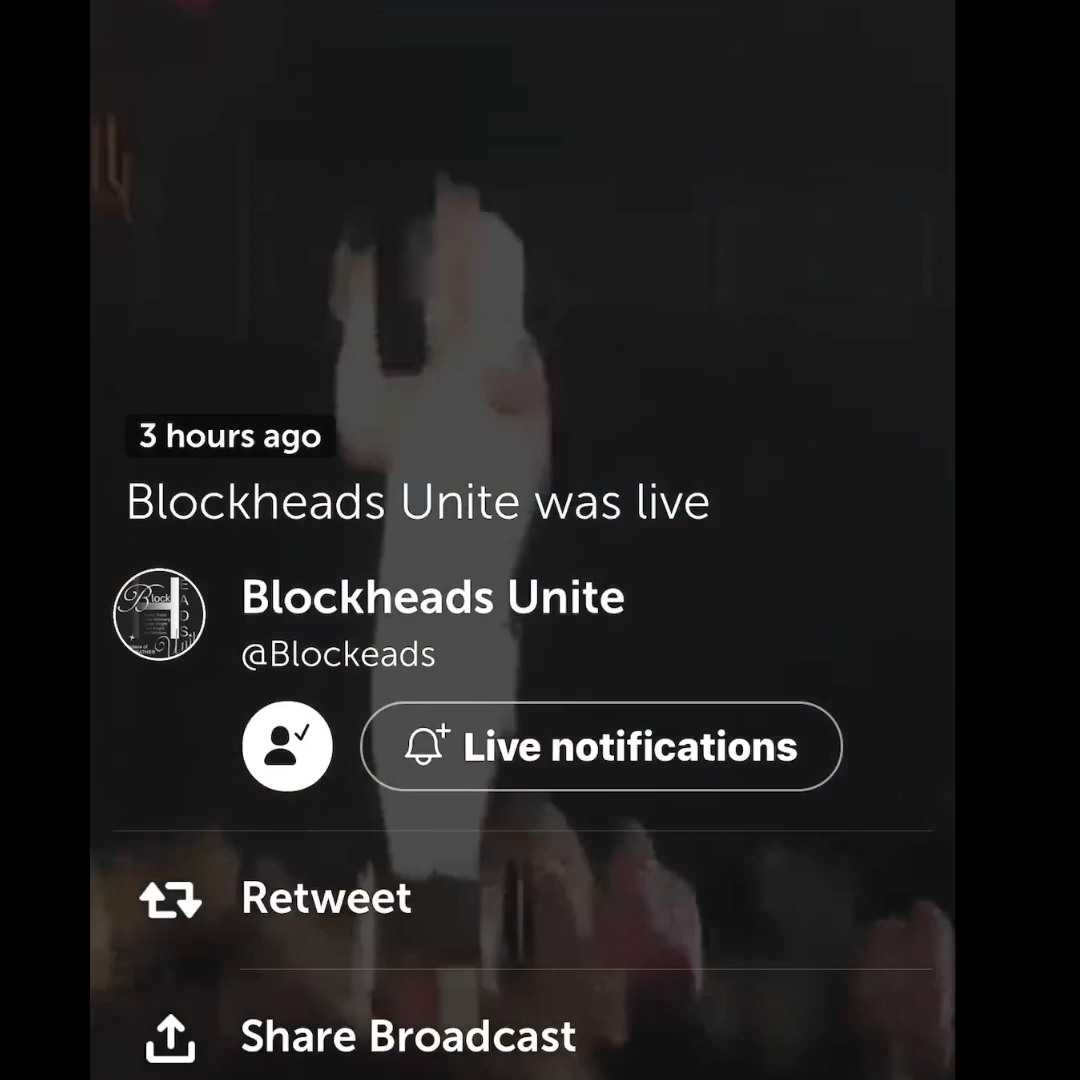 3 hours ago
Blockheads Unite was live
Blockheads Unite
@Blockeads
Live notifications
Retweet
Share Broadcast